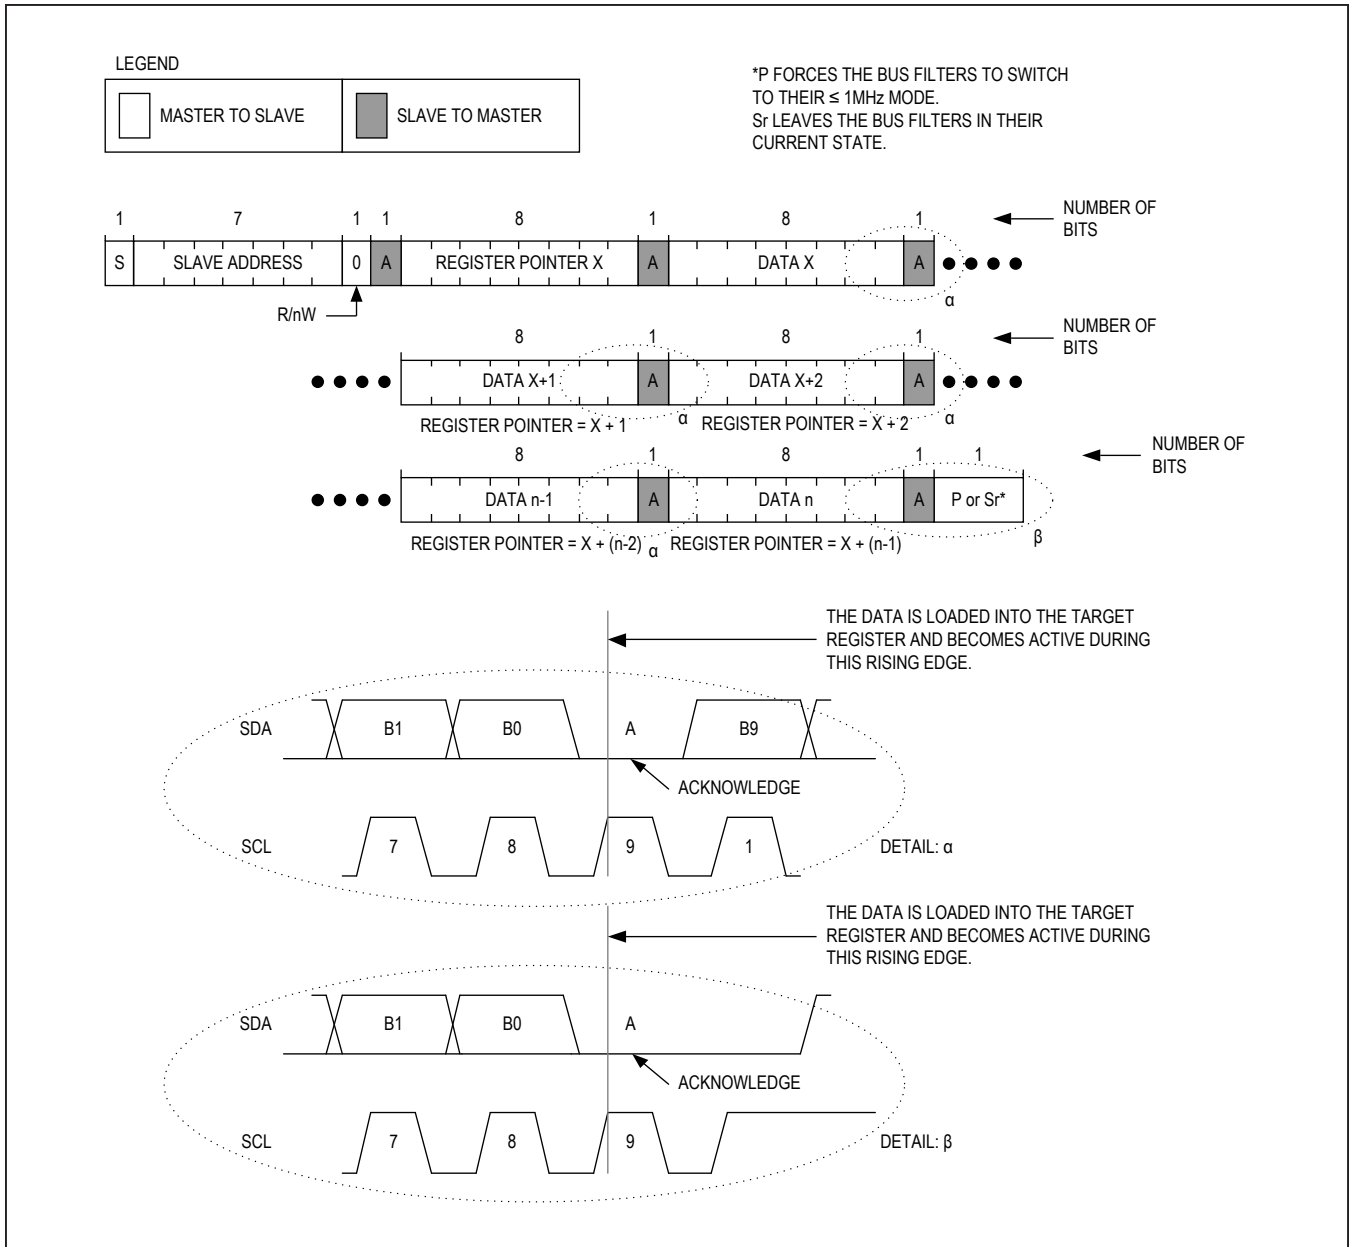 LEGEND
MASTER TO SLAVE
SLAVE TO MASTER
*P FORCES THE BUS FILTERS TO SWITCH
TO THEIR ≤ 1MHz MODE.
Sr LEAVES THE BUS FILTERS IN THEIR
CURRENT STATE.
1 7 1 1 8 1 8 1
NUMBER OF
BITS
S SLAVE ADDRESS 0 A REGISTER POINTER X A DATA X A
α
R/nW
8 1 8 1
NUMBER OF
BITS
DATA X+1 A DATA X+2 A
REGISTER POINTER = X + 1 α REGISTER POINTER = X + 2 α
8 1 8 1 1
NUMBER OF
BITS
DATA n-1 A DATA n A P or Sr*
REGISTER POINTER = X + (n-2) α REGISTER POINTER = X + (n-1) β
THE DATA IS LOADED INTO THE TARGET
REGISTER AND BECOMES ACTIVE DURING
THIS RISING EDGE.
SDA B1 B0 A B9
ACKNOWLEDGE
SCL 7 8 9 1 DETAIL: α
THE DATA IS LOADED INTO THE TARGET
REGISTER AND BECOMES ACTIVE DURING
THIS RISING EDGE.
SDA B1 B0 A
ACKNOWLEDGE
SCL 7 8 9 DETAIL: β